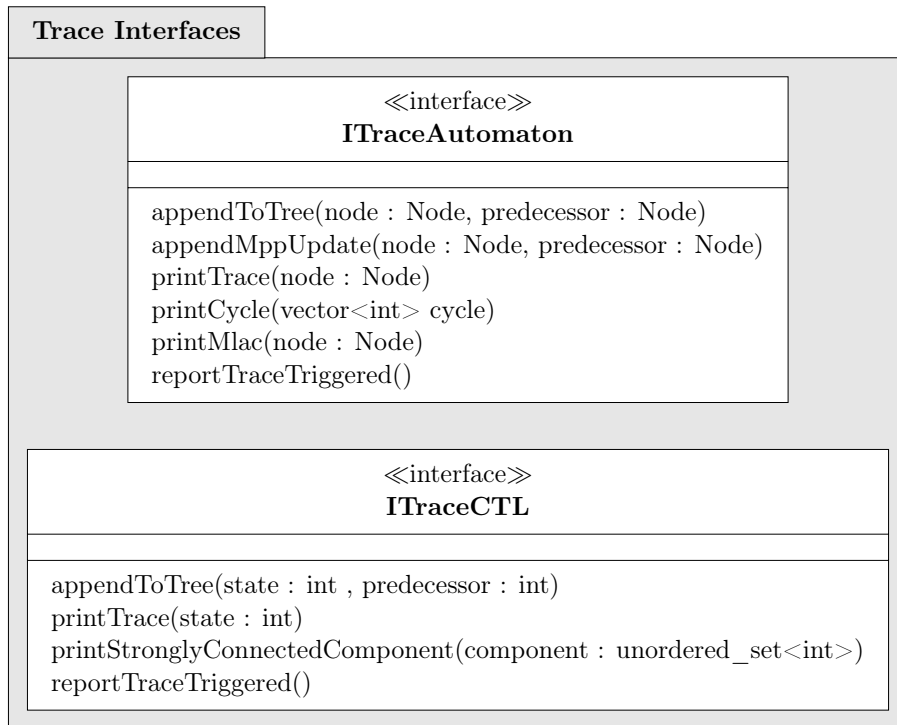 Trace Interfaces
≪interface≫
ITraceAutomaton
appendToTree(node : Node, predecessor : Node)
appendMppUpdate(node : Node, predecessor : Node)
printTrace(node : Node)
printCycle(vector<int> cycle)
printMlac(node : Node)
reportTraceTriggered()
≪interface≫
ITraceCTL
appendToTree(state : int , predecessor : int)
printTrace(state : int)
printStronglyConnectedComponent(component : unordered_set<int>)
reportTraceTriggered()